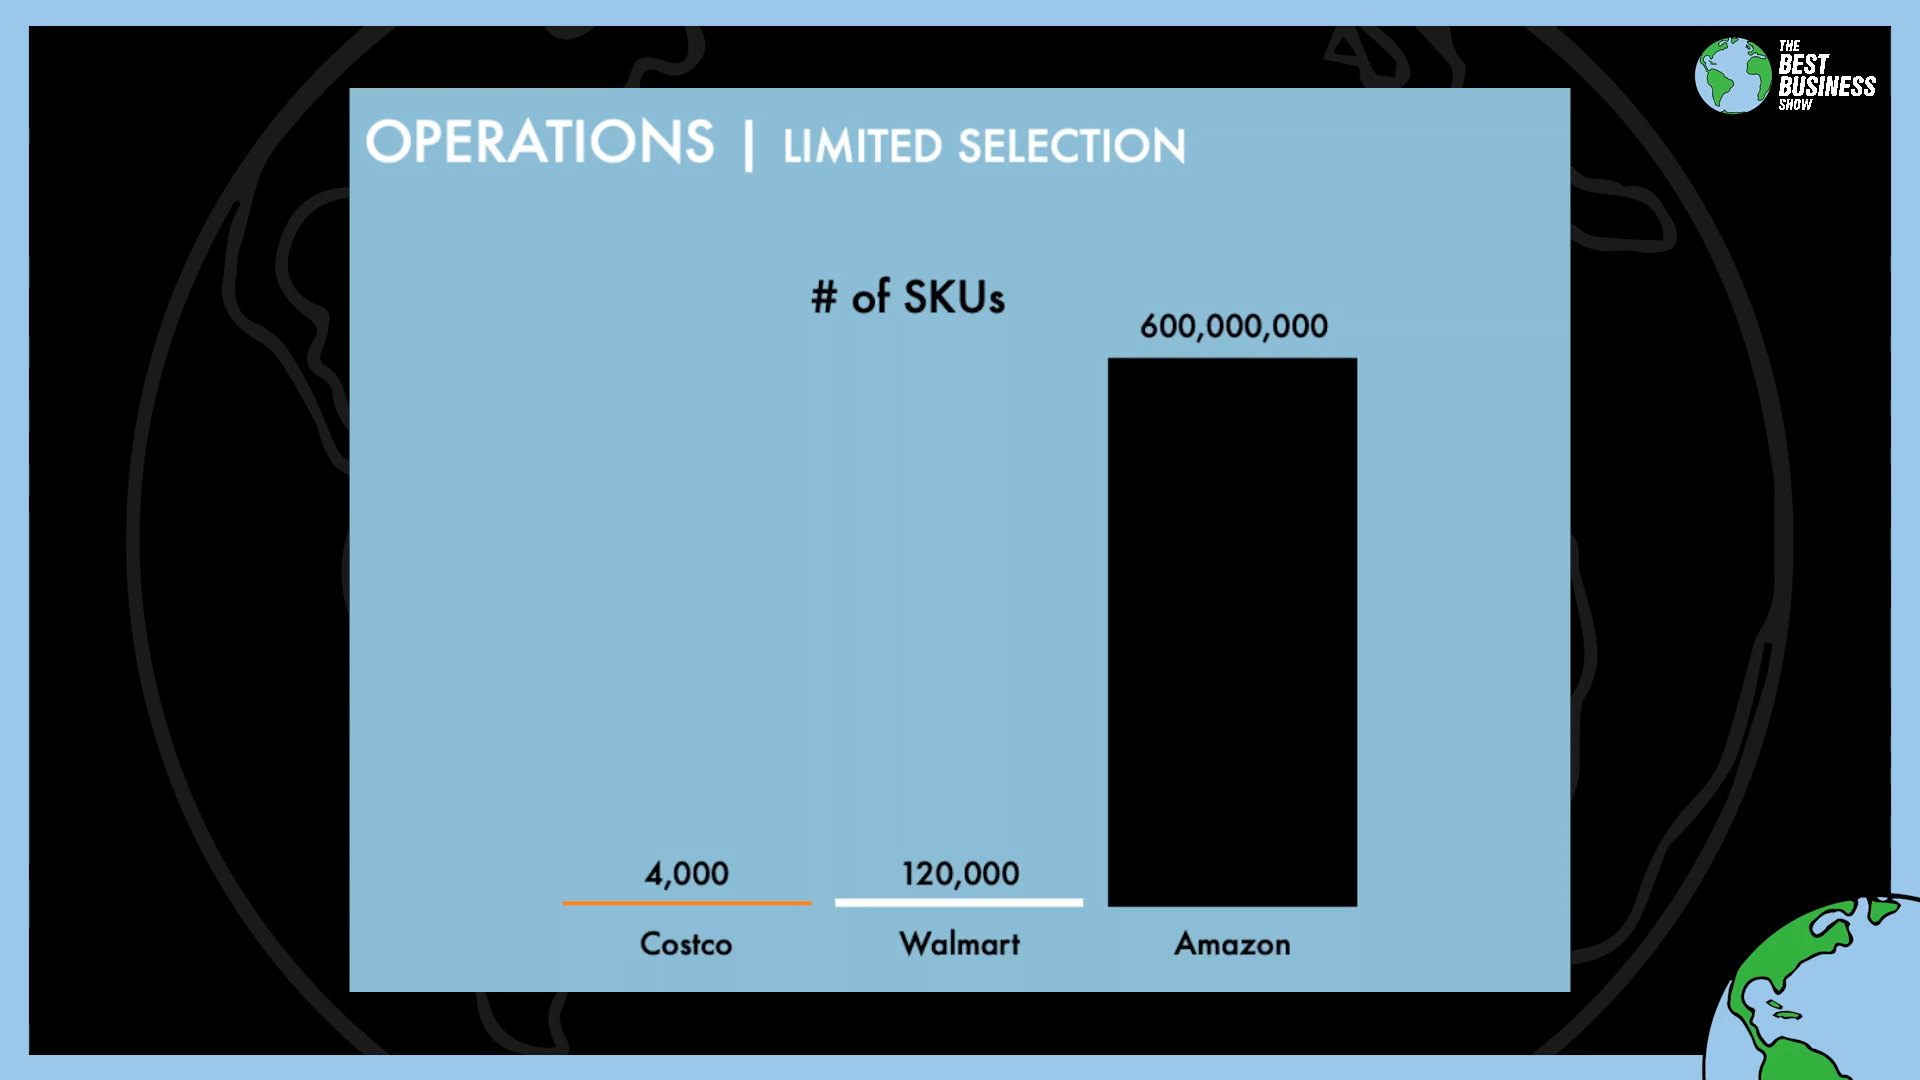 THE
BEST
BUSINESS
SHOW
OPERATIONS | LIMITED SELECTION
# of SKUs
600,000,000
4,000 120,000
Costco Walmart Amazon